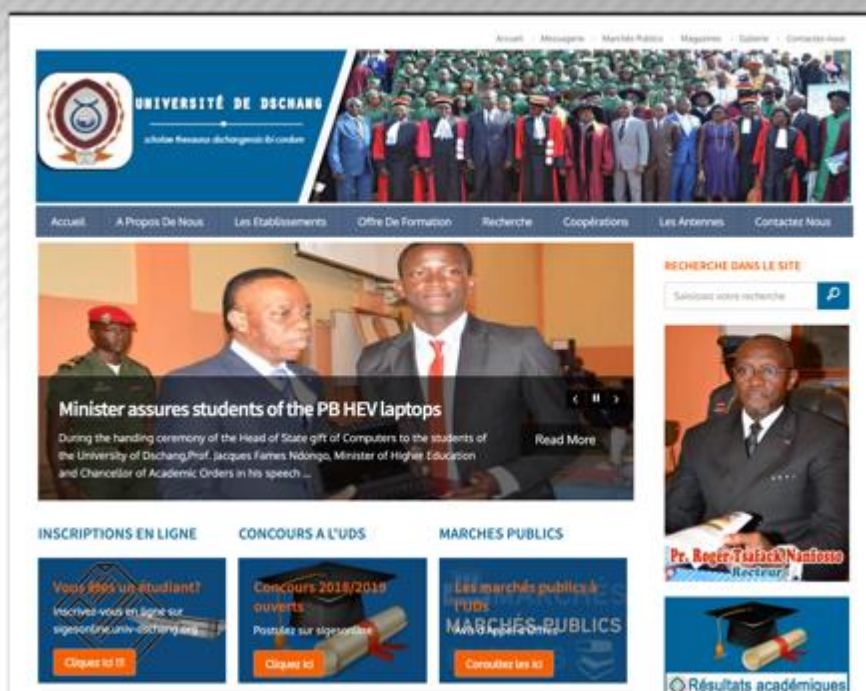 Accueil Messagerie Marchés Publics Magazines Gallerie Contactez-nous
UNIVERSITÉ DE DSCHANG
scholae thesaurus dschangensis ibi cordum
Accueil A Propos De Nous Les Etablissements Offre De Formation Recherche Coopérations Les Antennes Contactez Nous
Minister assures students of the PB HEV laptops
During the handing ceremony of the Head of State gift of Computers to the students of
the University of Dschang,Prof. Jacques Fames Ndongo, Minister of Higher Education
and Chancellor of Academic Orders in his speech ...
Read More
RECHERCHE DANS LE SITE
Saisissez votre recherche
Pr. Roger Tsafack Nanfosso
Recteur
INSCRIPTIONS EN LIGNE
Vous êtes un étudiant?
Inscrivez-vous en ligne sur
sigesonline.univ-dschang.org
Cliquez ici !!!
CONCOURS A L'UDS
Concours 2018/2019
ouverts
Postulez sur sigesonline
Cliquez ici
MARCHES PUBLICS
Les marchés publics à
l'UDs
MARCHÉS PUBLICS
Avis d'Appel d'Offres
Consultez les ici
Résultats académiques